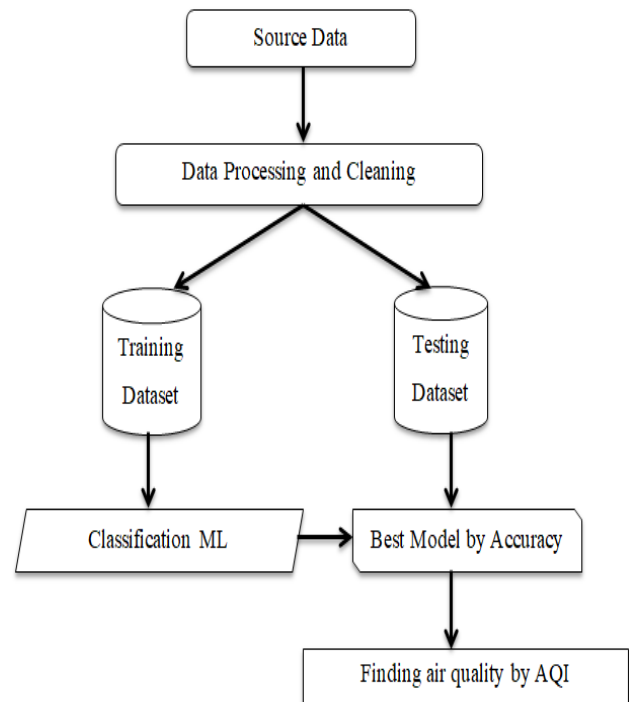 Source Data
Data Processing and Cleaning
Training
Dataset
Testing
Dataset
Classification ML
Best Model by Accuracy
Finding air quality by AQI